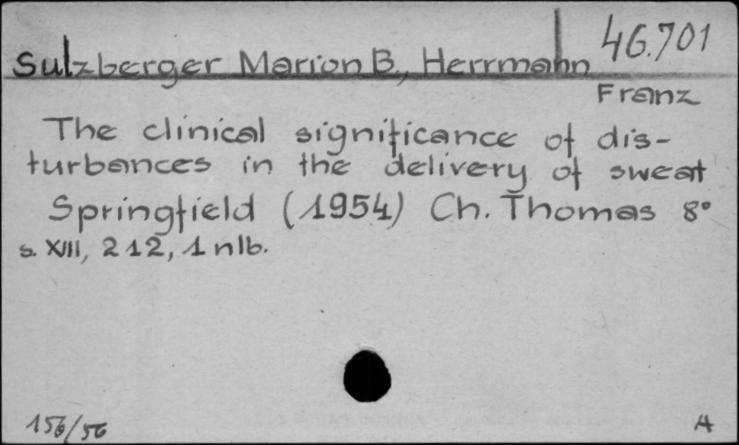 46.701
Sulzberger Marion B., Herrmann
Franz
The clinical significance of dis-
turbances in the delivery of sweat
Springfield (1954) Ch. Thomas 8°
s. XIII, 212, 1 nlb.
156/56
A